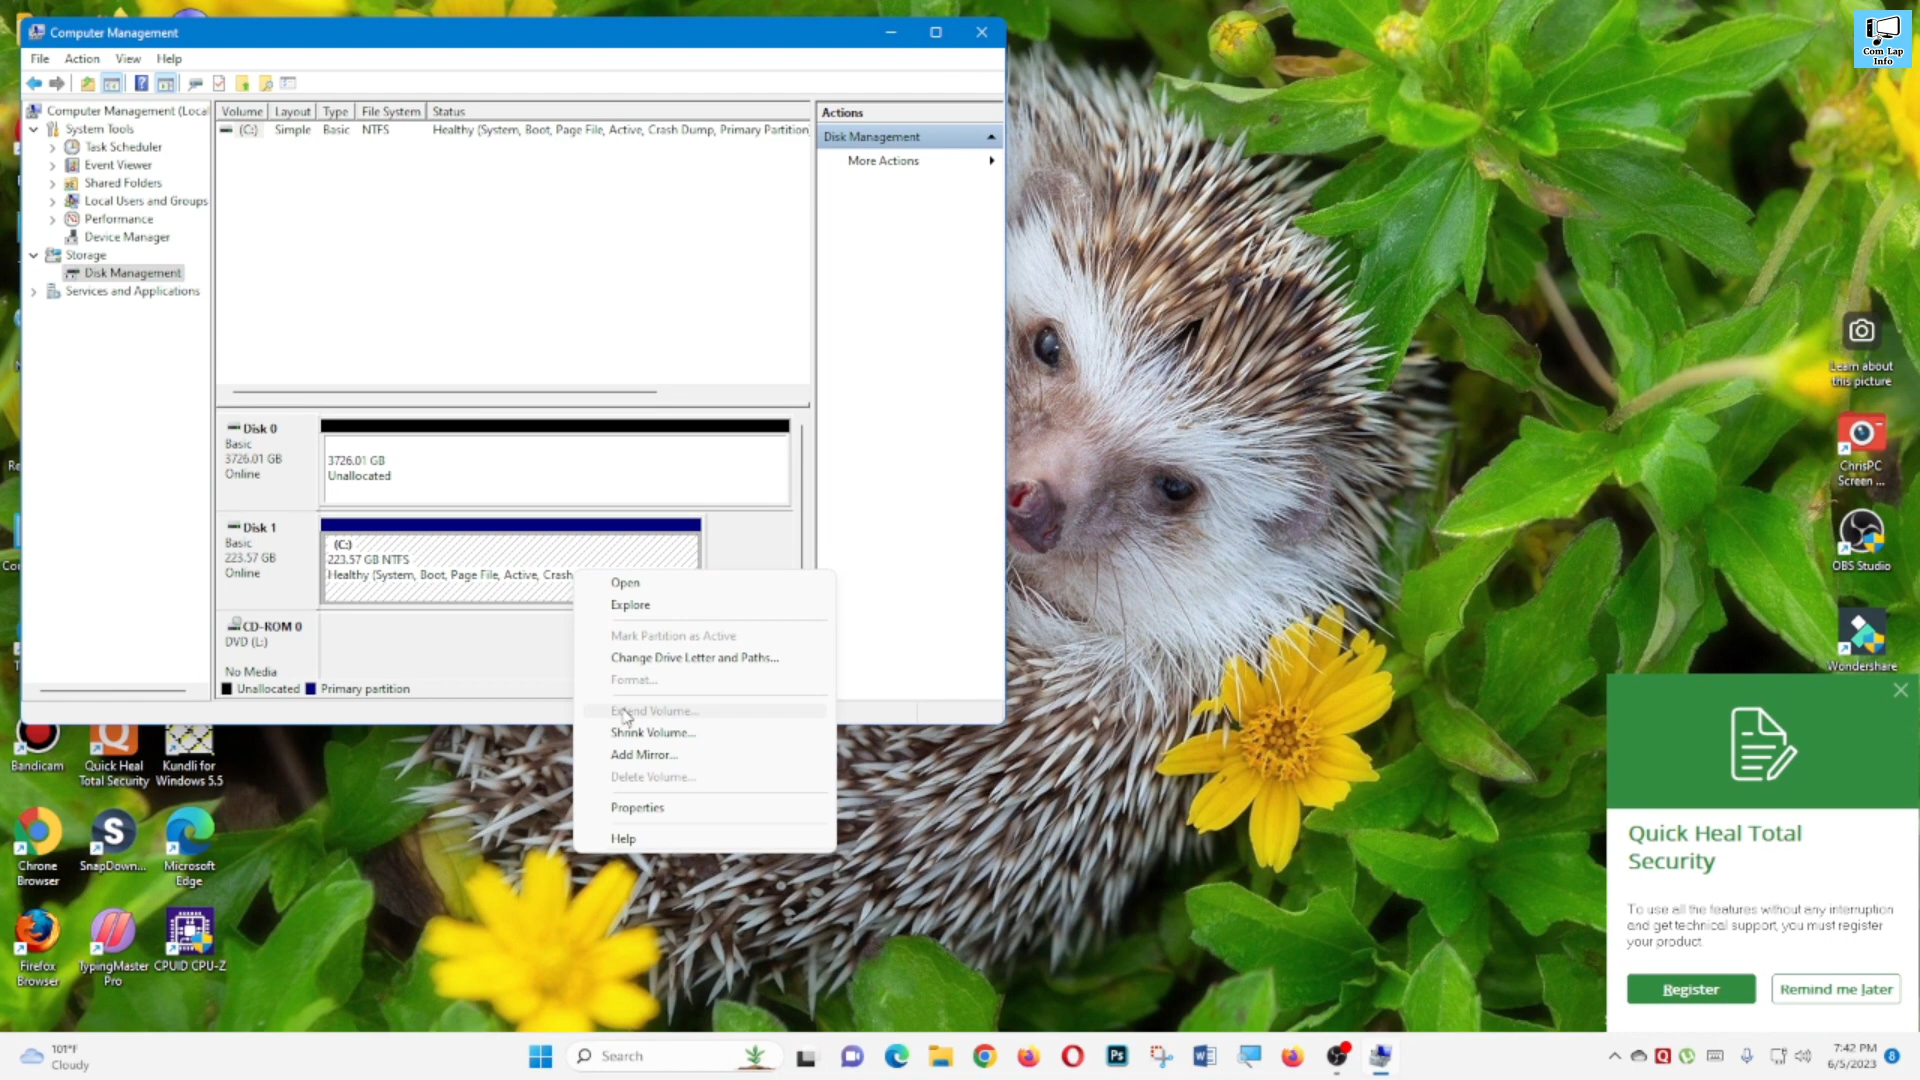 Computer Management
File Action View Help
Computer Management (Local
System Tools
Task Scheduler
Event Viewer
Shared Folders
Local Users and Groups
Performance
Device Manager
Storage
Disk Management
Services and Applications
Volume Layout Type File System Status
(C:) Simple Basic NTFS Healthy (System, Boot, Page File, Active, Crash Dump, Primary Partition
Actions
Disk Management
More Actions
Disk 0
Basic
3726.01 GB
Online
3726.01 GB
Unallocated
Disk 1
Basic
223.57 GB
Online
(C:)
223.57 GB NTFS
Healthy (System, Boot, Page File, Active, Crash
CD-ROM 0
DVD (L:)
No Media
Unallocated Primary partition
Open
Explore
Mark Partition as Active
Change Drive Letter and Paths...
Format...
Extend Volume...
Shrink Volume...
Add Mirror...
Delete Volume...
Properties
Help
Com Lap
Info
Learn about
this picture
ChrisPC
Screen ...
OBS Studio
Wondershare
Bandicam
Quick Heal
Total Security
Kundli for
Windows 5.5
Chrome
Browser
SnapDown...
Microsoft
Edge
Firefox
Browser
TypingMaster
Pro
CPUID CPU-Z
Quick Heal Total
Security
To use all the features without any interruption
and get technical support, you must register
your product.
Register
Remind me later
101°F
Cloudy
Search
Ps
7:42 PM
6/5/2023
8